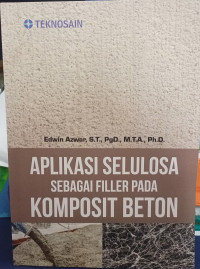 TEKNOSAIN
Edwin Azwar, S.T., PgD., M.T.A., Ph.D.
APLIKASI SELULOSA
SEBAGAI FILLER PADA
KOMPOSIT BETON